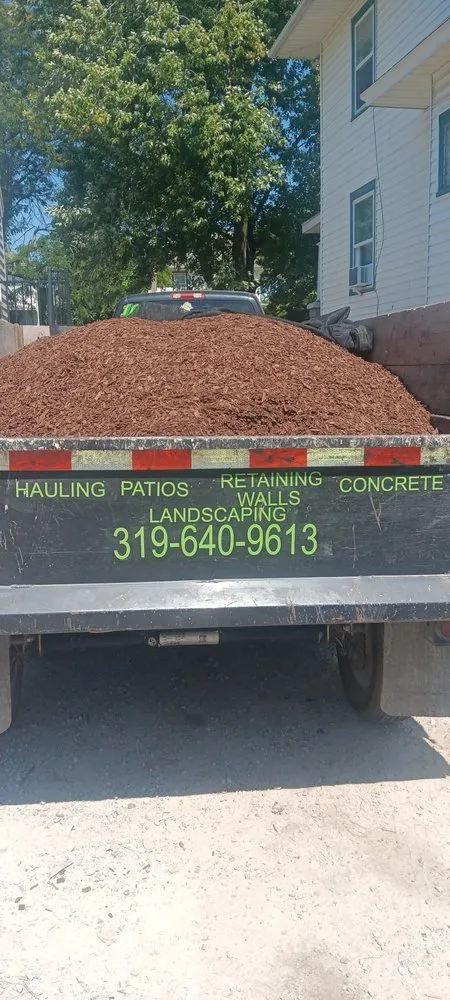 HAULING PATIOS RETAINING WALLS CONCRETE
LANDSCAPING
319-640-9613